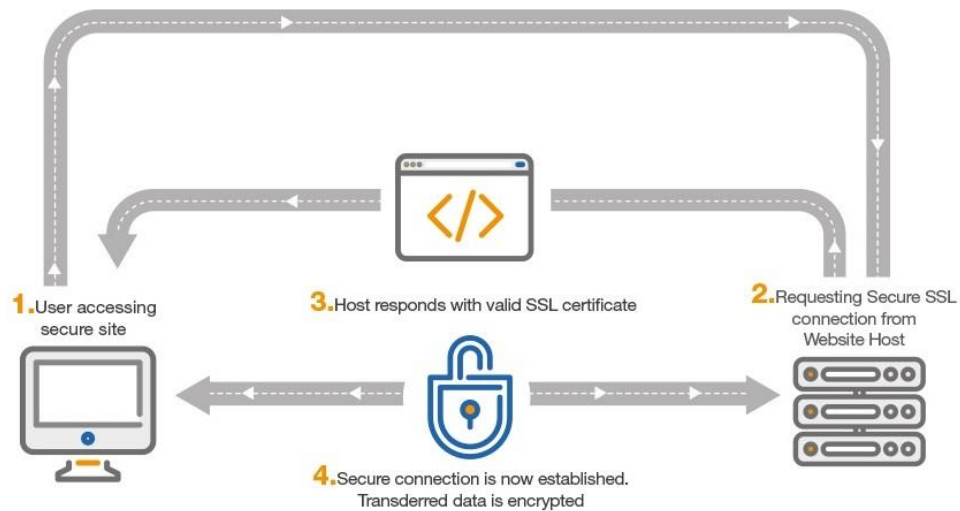 1.User accessing
secure site
2.Requesting Secure SSL
connection from
Website Host
3.Host responds with valid SSL certificate
4.Secure connection is now established.
Transderred data is encrypted